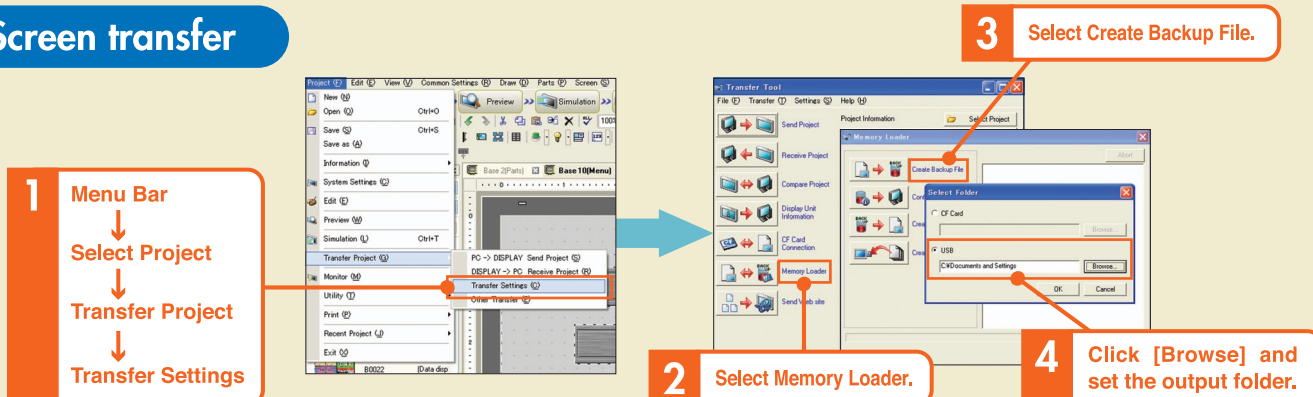 Screen transfer
1
Menu Bar
Select Project
Transfer Project
Transfer Settings
Project (F) Edit (E) View (V) Common Settings (R) Draw (D) Parts (P) Screen (S)
New (N)
Open (O) Ctrl+O
Save (S) Ctrl+S
Save as (A)
Information (I)
System Settings (C)
Edit (E)
Preview (W)
Simulation (L) Ctrl+T
Transfer Project (G)
Monitor (M)
Utility (T)
Print (P)
Recent Project (J)
Exit (X)
Preview >> Simulation >>
100
Base 2(Parts) Base 10(Menu)
PC -> DISPLAY Send Project (S)
DISPLAY -> PC Receive Project (R)
Transfer Settings (C)
Other Transfer (E)
B0022 (Data disp
2
Select Memory Loader.
3
Select Create Backup File.
Transfer Tool
File (F) Transfer (T) Settings (S) Help (H)
Send Project
Receive Project
Compare Project
Display Unit
Information
CF Card
Connection
Memory Loader
Send Web site
Project Information
Select Project
Memory Loader
Abort
Create Backup File
Con
Crea
Crea
Select Folder
CF Card
Browse...
USB
C:¥Documents and Settings
Browse...
OK Cancel
4
Click [Browse] and
set the output folder.